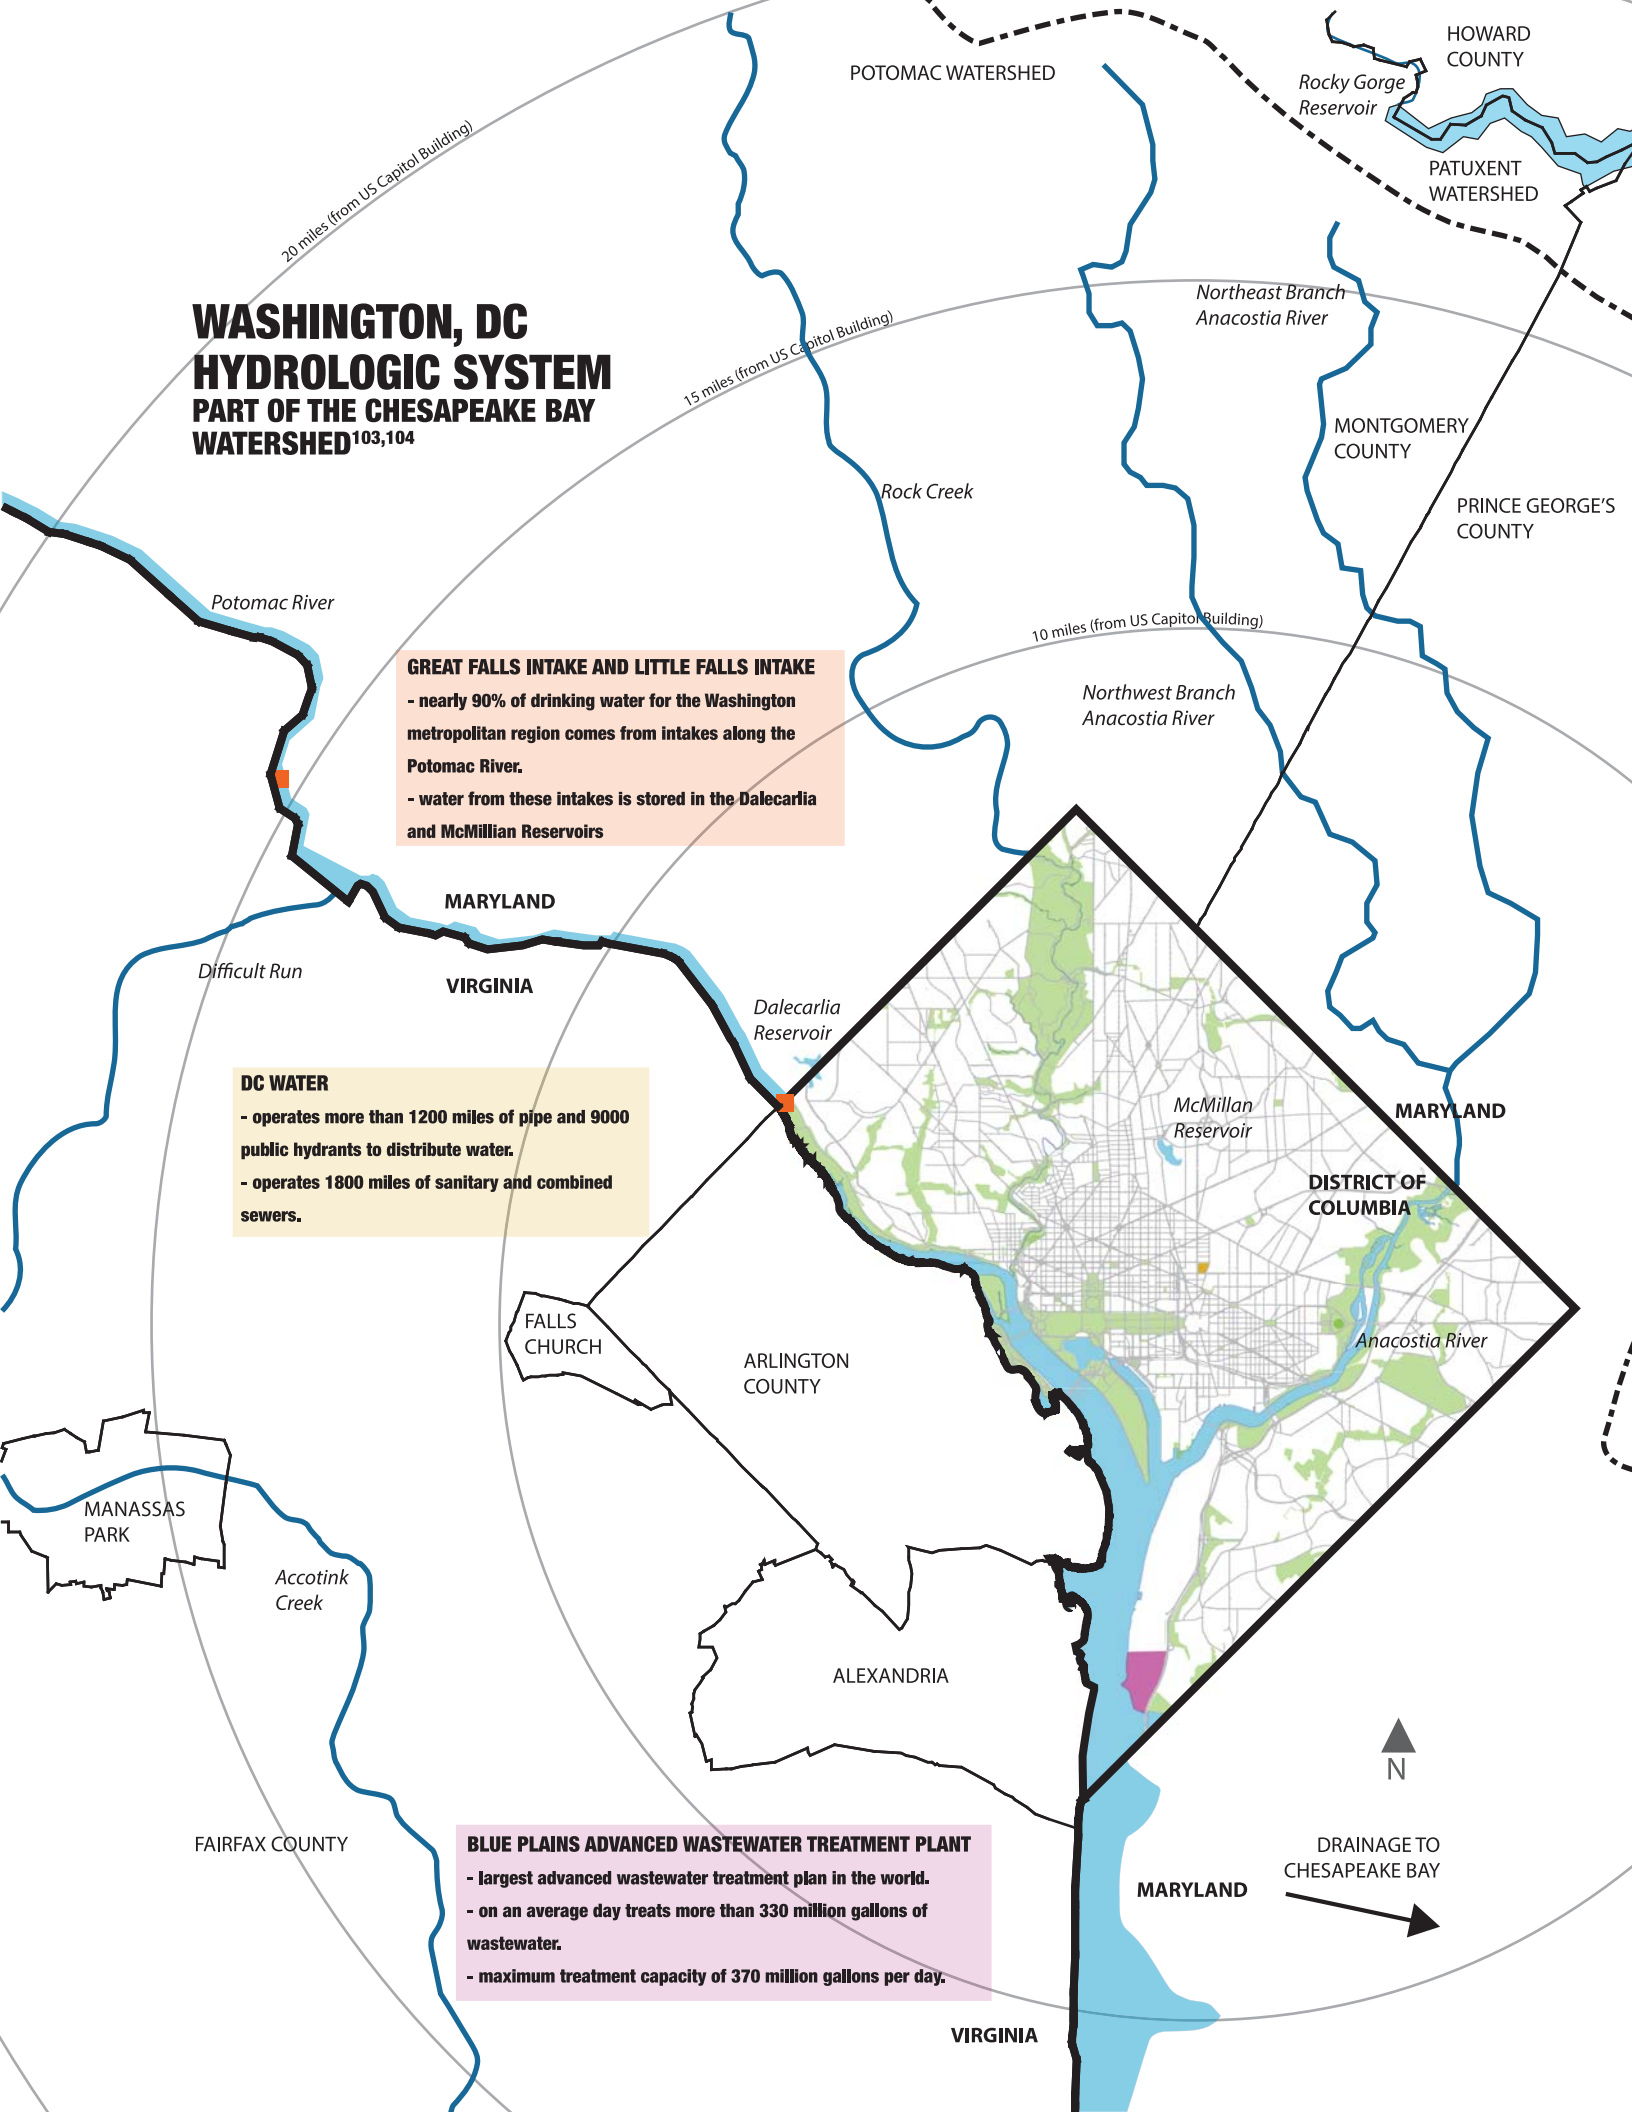 HOWARD
COUNTY
POTOMAC WATERSHED
Rocky Gorge
Reservoir
PATUXENT
WATERSHED
20 miles (from US Capitol Building)
Northeast Branch
Anacostia River
WASHINGTON, DC
HYDROLOGIC SYSTEM
PART OF THE CHESAPEAKE BAY
WATERSHED103,104
15 miles (from US Capitol Building)
MONTGOMERY
COUNTY
Rock Creek
PRINCE GEORGE'S
COUNTY
Potomac River
10 miles (from US Capitol Building)
GREAT FALLS INTAKE AND LITTLE FALLS INTAKE
- nearly 90% of drinking water for the Washington
metropolitan region comes from intakes along the
Potomac River.
- water from these intakes is stored in the Dalecarlia
and McMillian Reservoirs
Northwest Branch
Anacostia River
MARYLAND
Difficult Run
VIRGINIA
Dalecarlia
Reservoir
DC WATER
- operates more than 1200 miles of pipe and 9000
public hydrants to distribute water.
- operates 1800 miles of sanitary and combined
sewers.
McMillan
Reservoir
MARYLAND
DISTRICT OF
COLUMBIA
FALLS
CHURCH
Anacostia River
ARLINGTON
COUNTY
MANASSAS
PARK
Accotink
Creek
ALEXANDRIA
N
FAIRFAX COUNTY
BLUE PLAINS ADVANCED WASTEWATER TREATMENT PLANT
- largest advanced wastewater treatment plan in the world.
- on an average day treats more than 330 million gallons of
wastewater.
- maximum treatment capacity of 370 million gallons per day.
DRAINAGE TO
CHESAPEAKE BAY
MARYLAND
VIRGINIA